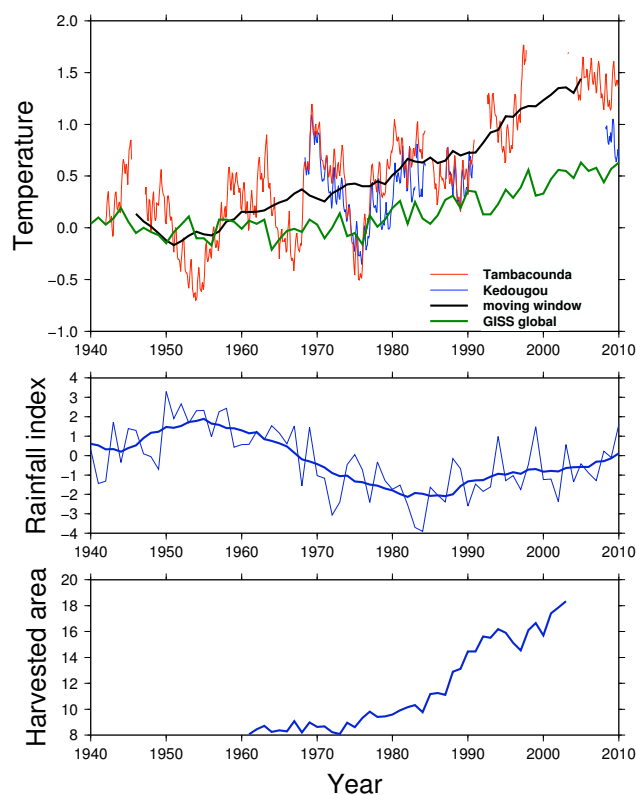 Temperature
2.0
1.5
1.0
0.5
0.0
−0.5
−1.0
Tambacounda
Kedougou
moving window
GISS global
1940 1950 1960 1970 1980 1990 2000 2010
Rainfall index
4
3
2
1
0
−1
−2
−3
−4
1940 1950 1960 1970 1980 1990 2000 2010
Harvested area
20
18
16
14
12
10
8
1940 1950 1960 1970 1980 1990 2000 2010
Year